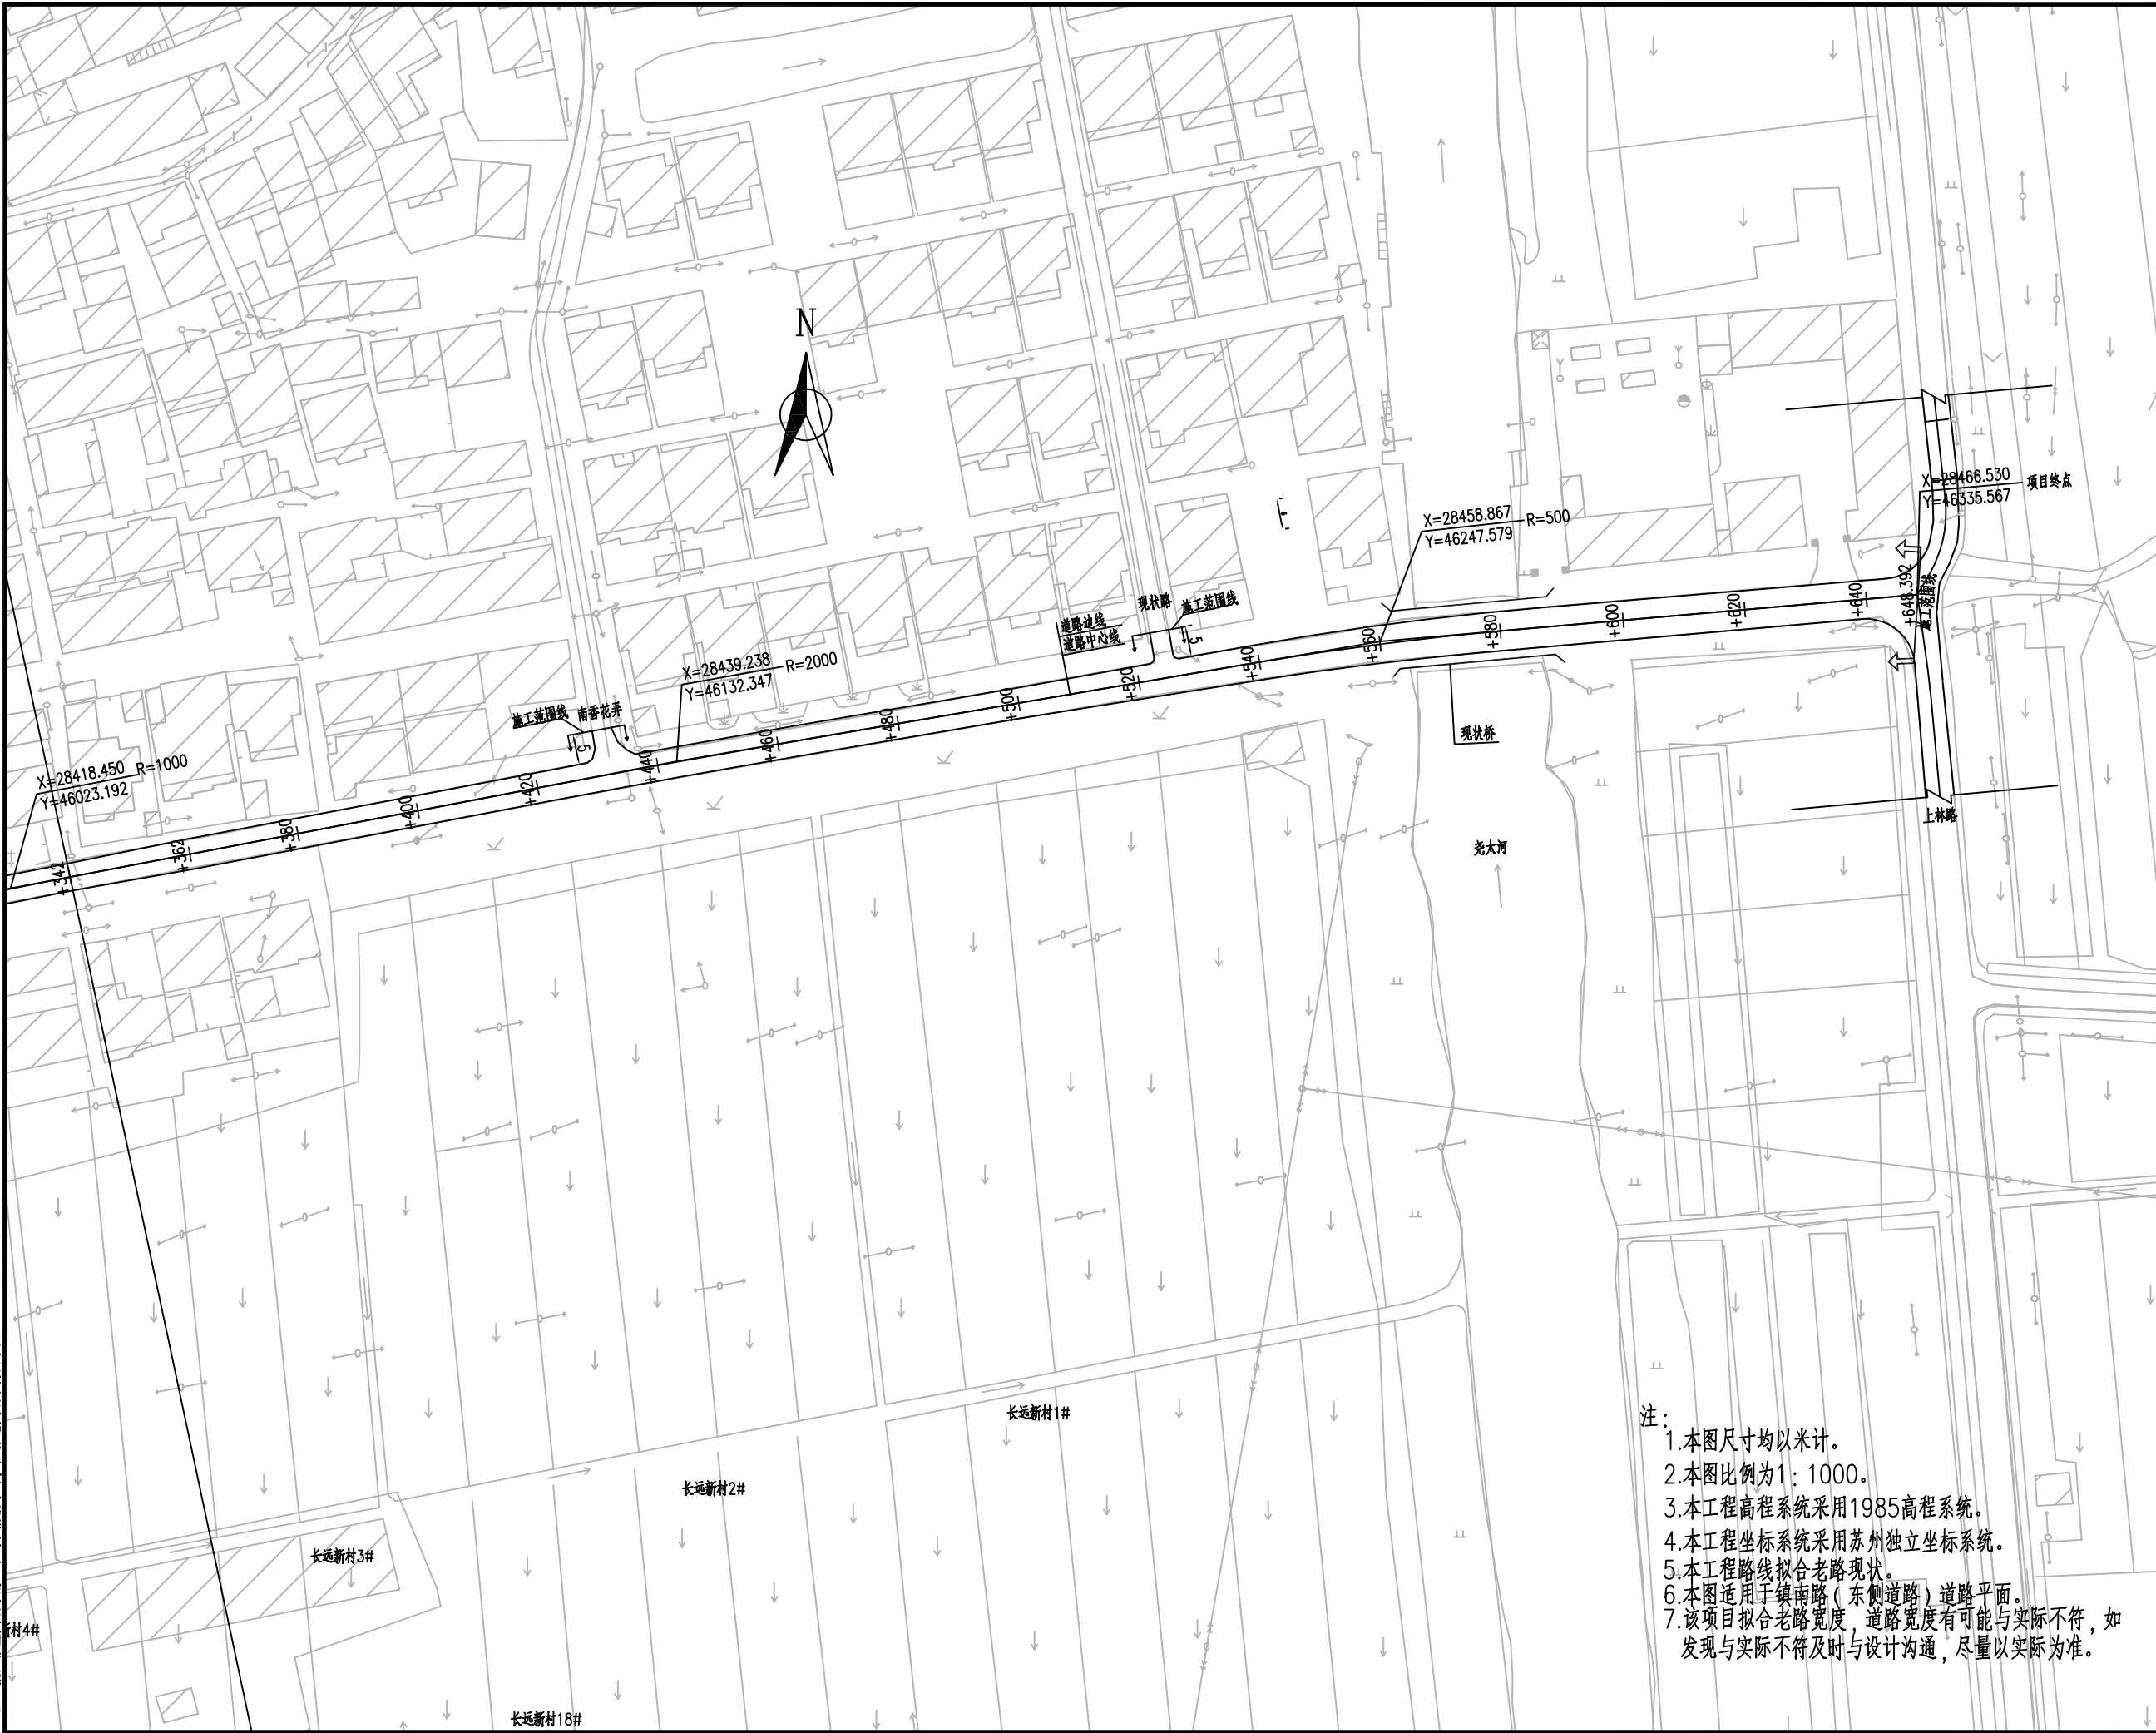 N
X=28466.530
Y=46335.567
项目终点
X=28458.867
Y=46247.579
R=500
+648.392
施工范围线
+640
+620
+600
+580
+560
+540
+520
+500
+480
+460
+440
+420
+400
+380
+362
+342
现状路
施工范围线
5
道路边线
道路中心线
X=28439.238
Y=46132.347
R=2000
施工范围线
南香花弄
5
X=28418.450
Y=46023.192
R=1000
现状桥
上林路
尧太河
长远新村1#
长远新村2#
长远新村3#
村4#
长远新村18#
注：
1.本图尺寸均以米计。
2.本图比例为1：1000。
3.本工程高程系统采用1985高程系统。
4.本工程坐标系统采用苏州独立坐标系统。
5.本工程路线拟合老路现状。
6.本图适用于镇南路(东侧道路)道路平面。
7.该项目拟合老路宽度,道路宽度有可能与实际不符,如
发现与实际不符及时与设计沟通,尽量以实际为准。